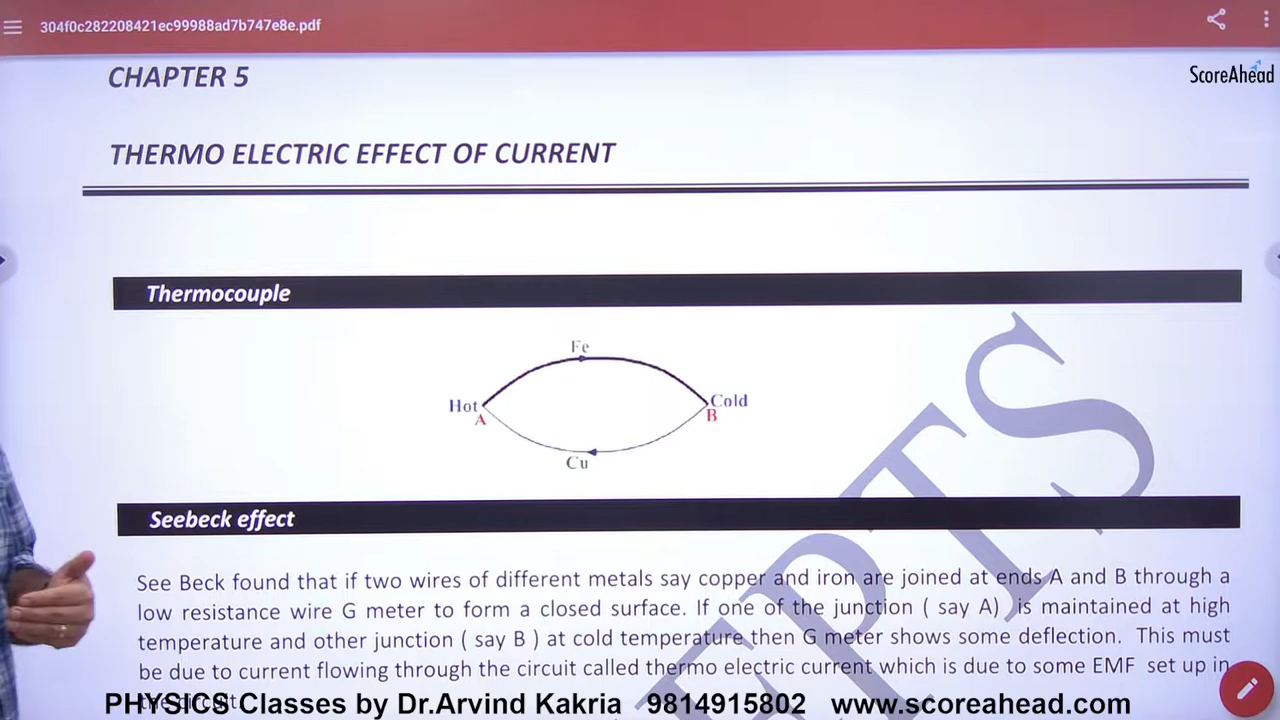 304f0c282208421ec99988ad7b747e8e.pdf
CHAPTER 5
ScoreAhead
THERMO ELECTRIC EFFECT OF CURRENT
Thermocouple
Fe
Hot
Cold
A
B
Cu
Seebeck effect
EPTS
See Beck found that if two wires of different metals say copper and iron are joined at ends A and B through a
low resistance wire G meter to form a closed surface. If one of the junction ( say A) is maintained at high
temperature and other junction ( say B ) at cold temperature then G meter shows some deflection. This must
be due to current flowing through the circuit called thermo electric current which is due to some EMF set up in
the circuit.
PHYSICS Classes by Dr.Arvind Kakria 9814915802 www.scoreahead.com